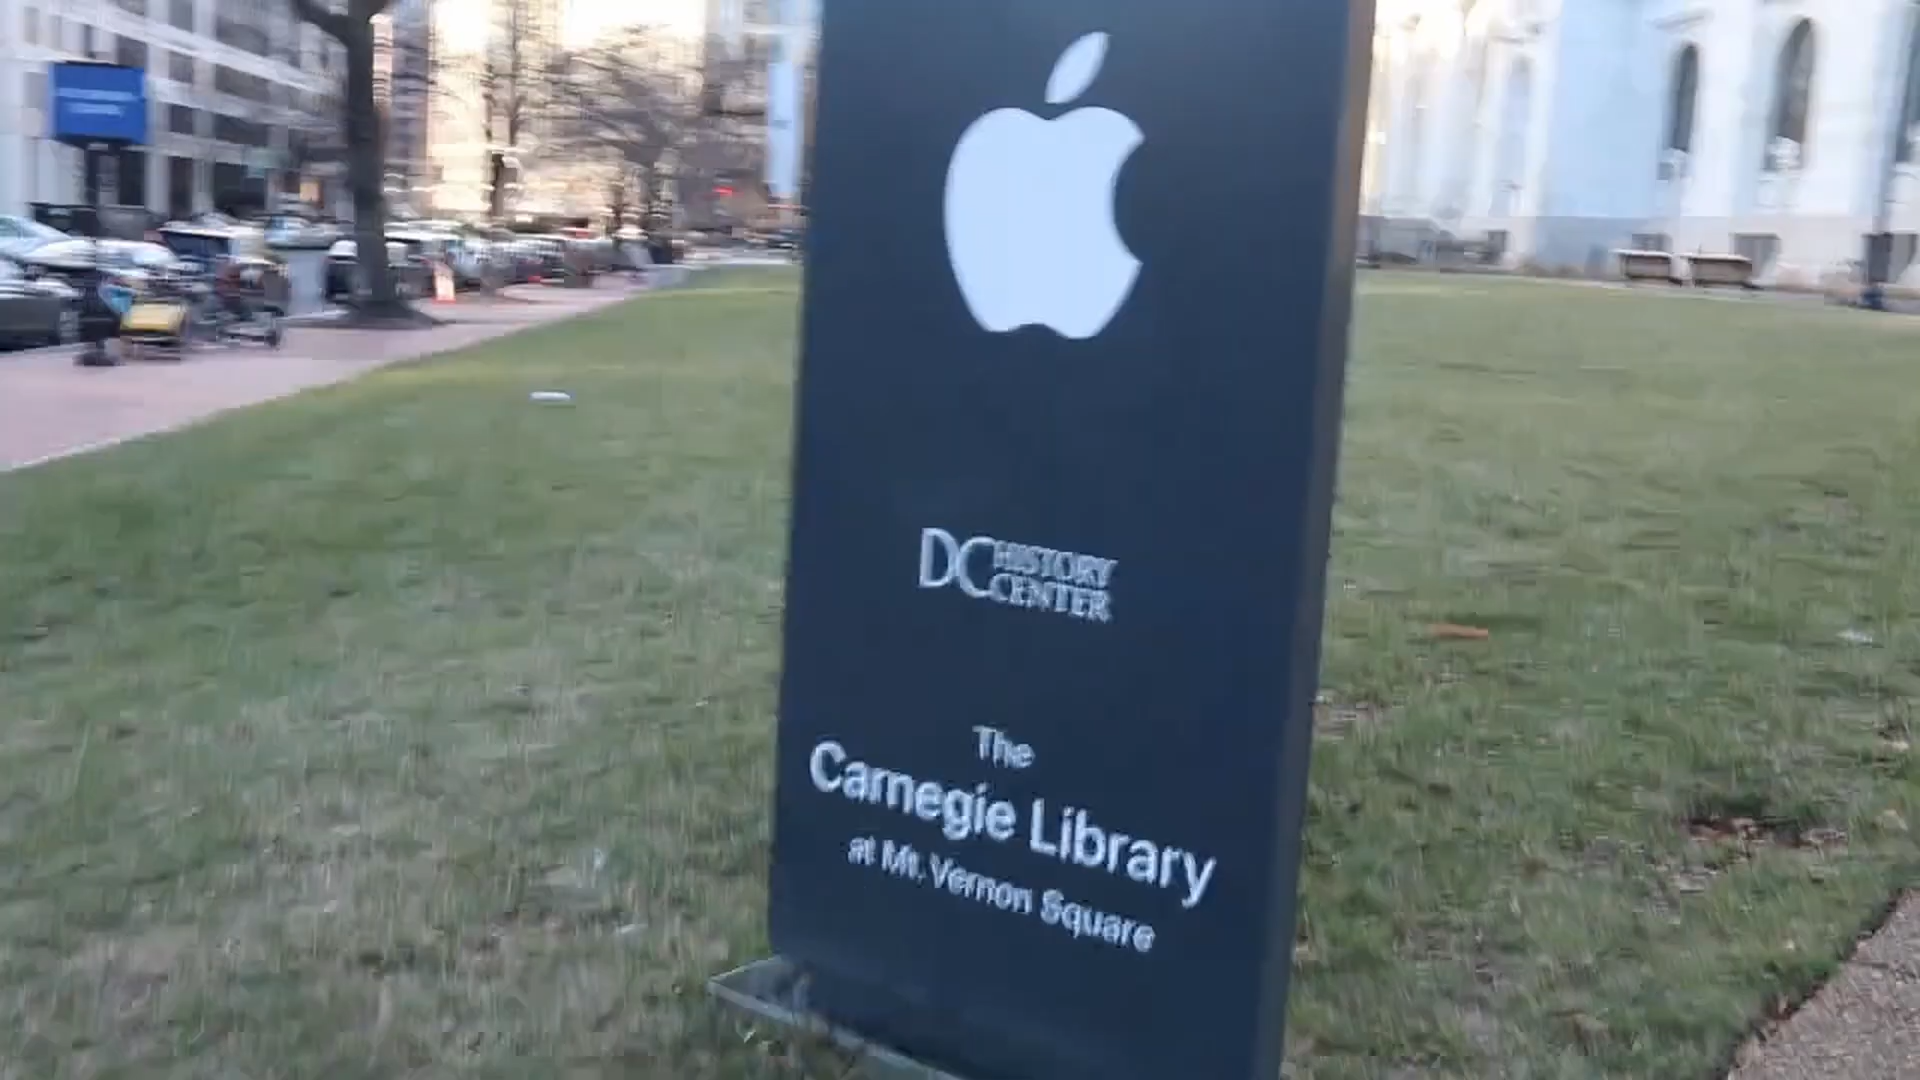 DC HISTORY
CENTER
The
Carnegie Library
at Mt. Vernon Square